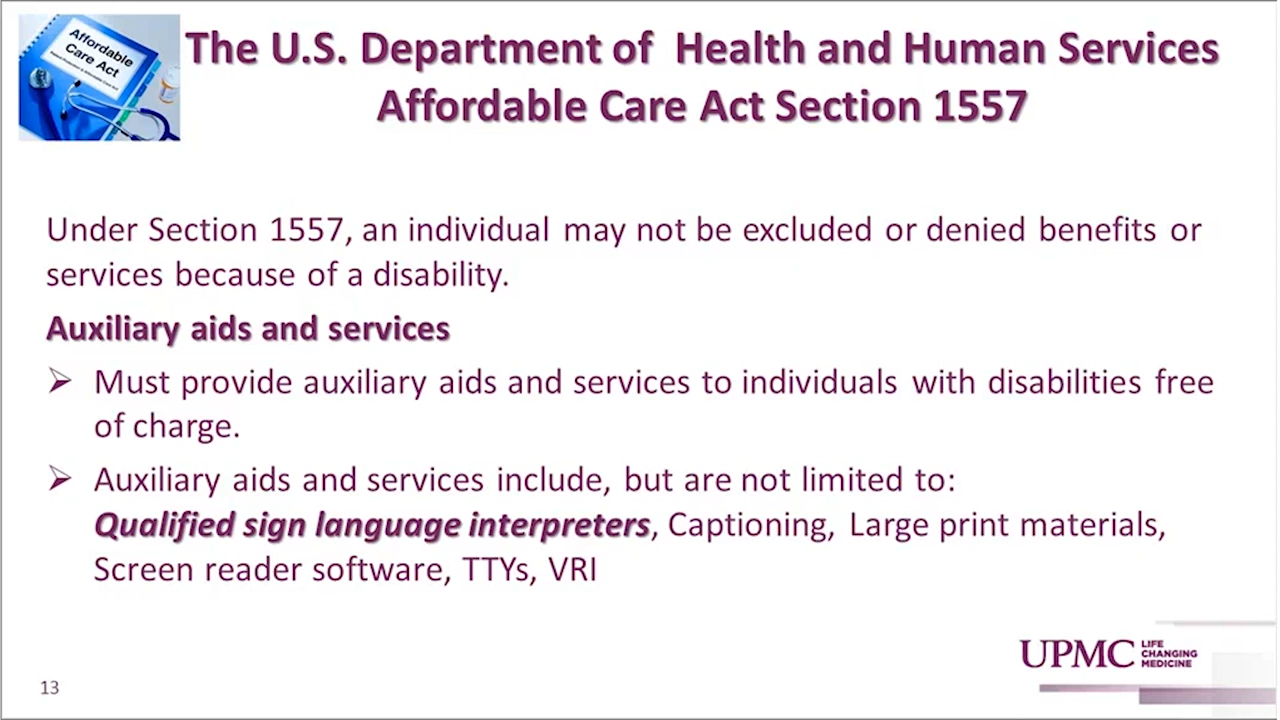 Affordable
Care Act
The U.S. Department of Health and Human Services
Affordable Care Act Section 1557
Under Section 1557, an individual may not be excluded or denied benefits or
services because of a disability.
Auxiliary aids and services
➢ Must provide auxiliary aids and services to individuals with disabilities free
of charge.
➢ Auxiliary aids and services include, but are not limited to:
Qualified sign language interpreters, Captioning, Large print materials,
Screen reader software, TTYs, VRI
UPMC LIFE
CHANGING
MEDICINE
13